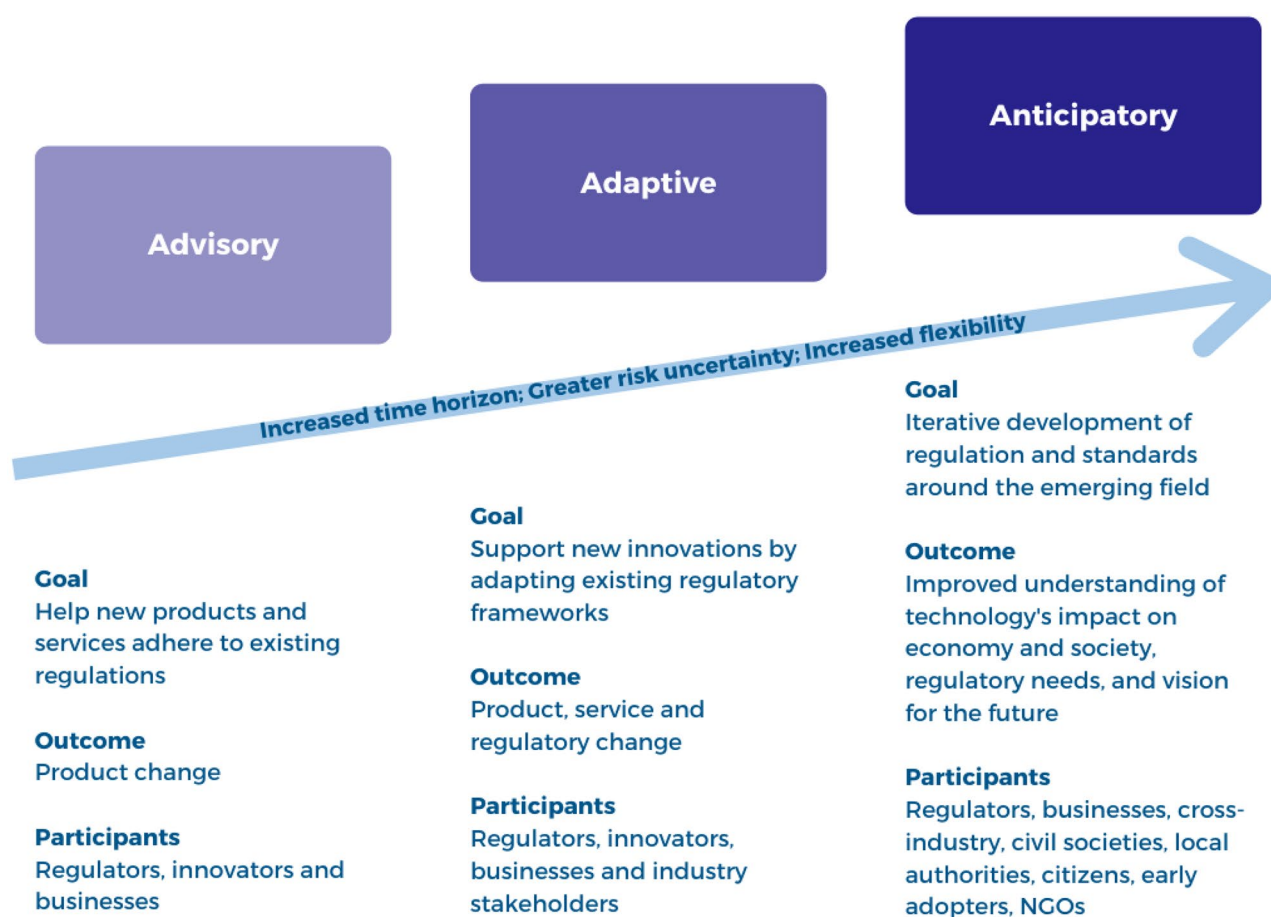 Advisory
Adaptive
Anticipatory
Increased time horizon; Greater risk uncertainty; Increased flexibility
Goal
Help new products and
services adhere to existing
regulations
Outcome
Product change
Participants
Regulators, innovators and
businesses
Goal
Support new innovations by
adapting existing regulatory
frameworks
Outcome
Product, service and
regulatory change
Participants
Regulators, innovators,
businesses and industry
stakeholders
Goal
Iterative development of
regulation and standards
around the emerging field
Outcome
Improved understanding of
technology's impact on
economy and society,
regulatory needs, and vision
for the future
Participants
Regulators, businesses, cross-
industry, civil societies, local
authorities, citizens, early
adopters, NGOs